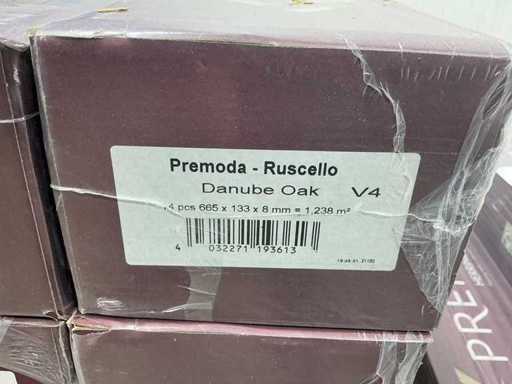 Premoda - Ruscello
Danube Oak V4
14 pcs 665 x 133 x 8 mm = 1,238 m²
4 032271 193613
PRE